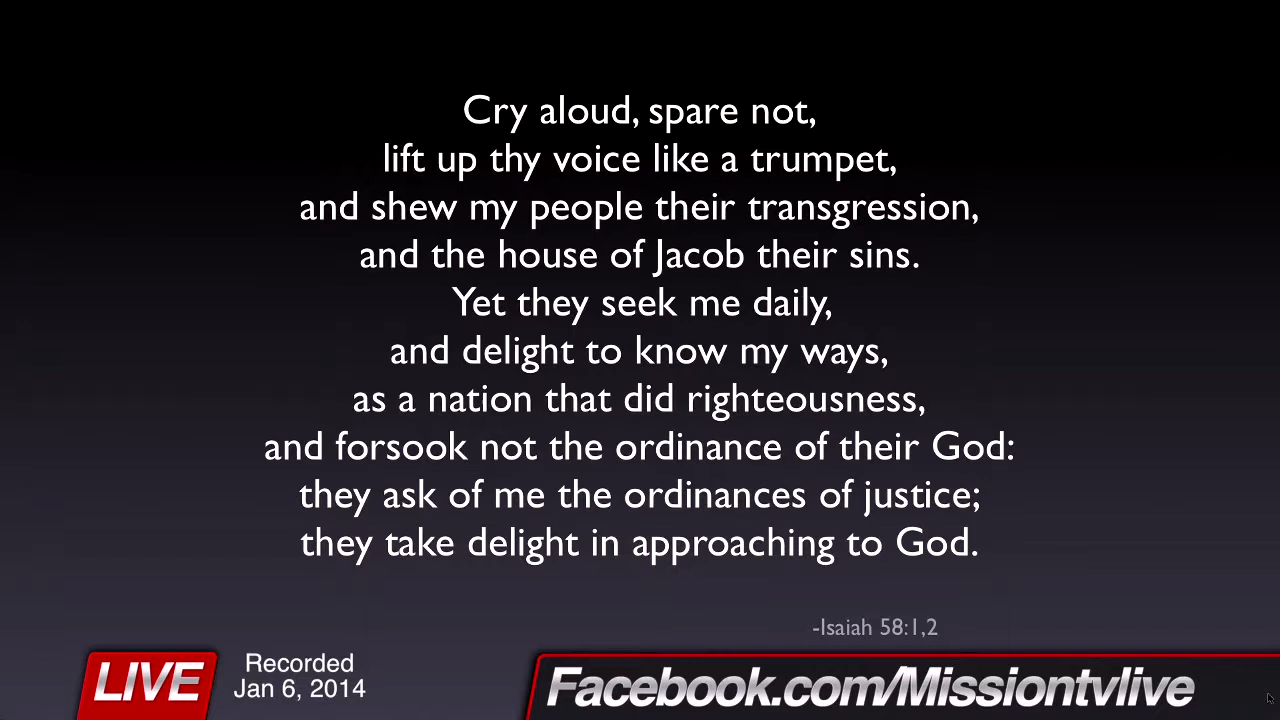 Cry aloud, spare not,
lift up thy voice like a trumpet,
and shew my people their transgression,
and the house of Jacob their sins.
Yet they seek me daily,
and delight to know my ways,
as a nation that did righteousness,
and forsook not the ordinance of their God:
they ask of me the ordinances of justice;
they take delight in approaching to God.
-Isaiah 58:1,2
LIVE
Recorded
Jan 6, 2014
Facebook.com/Missiontvlive